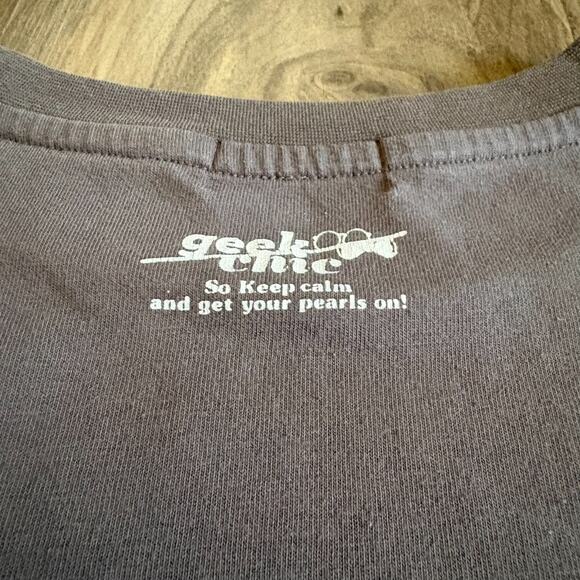 geek
chic
So Keep calm
and get your pearls on!